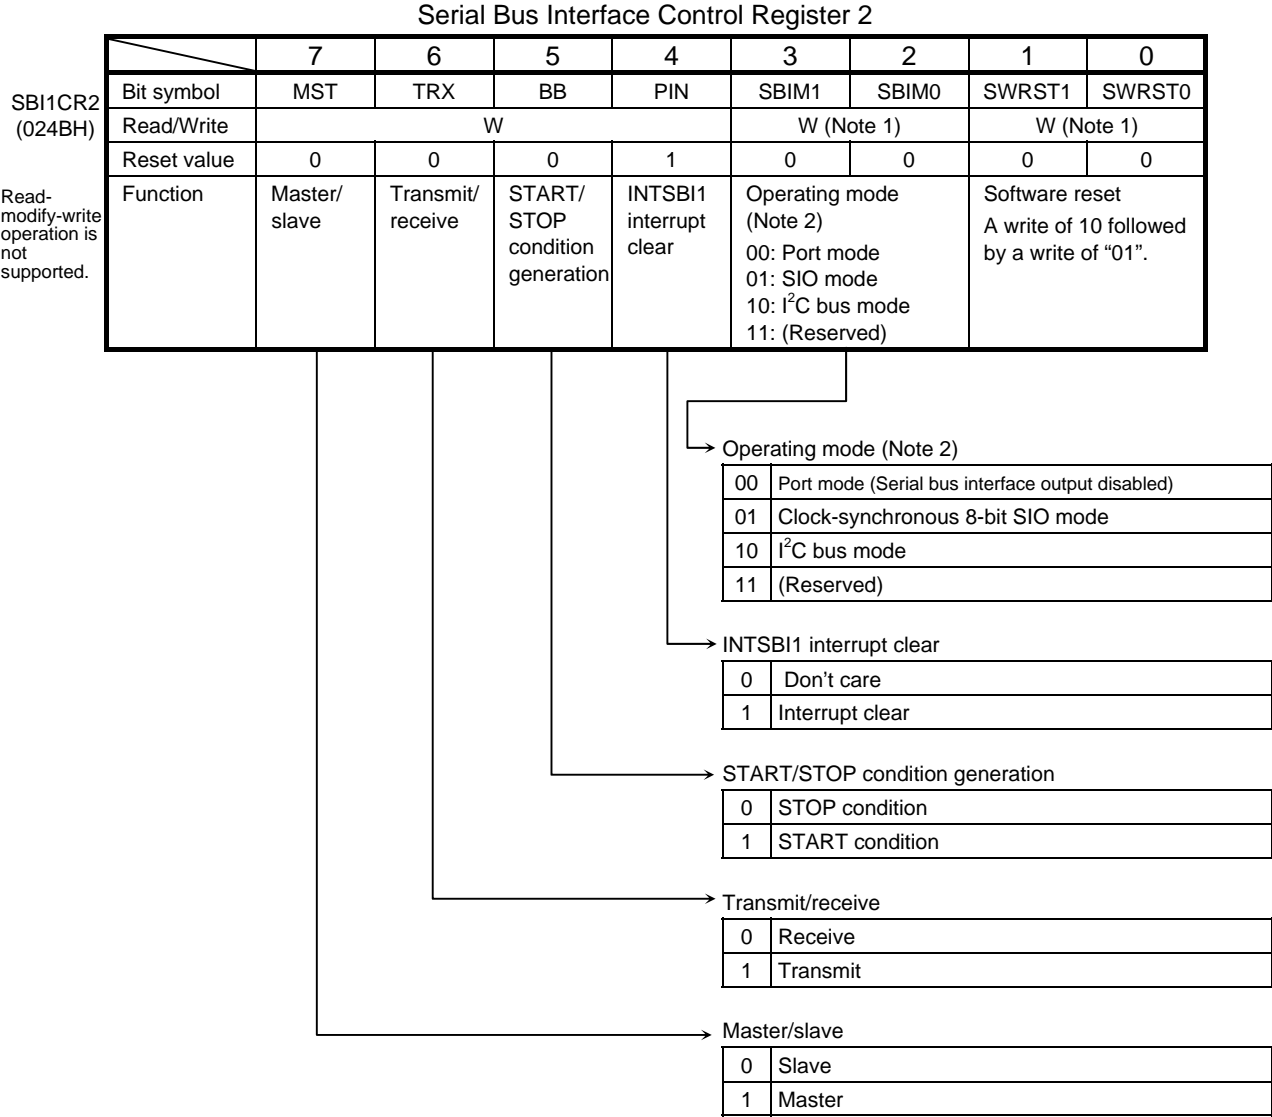 Serial Bus Interface Control Register 2
7 6 5 4 3 2 1 0
SBI1CR2
(024BH)
Bit symbol MST TRX BB PIN SBIM1 SBIM0 SWRST1 SWRST0
Read/Write W W (Note 1) W (Note 1)
Reset value 0 0 0 1 0 0 0 0
Read-
modify-write
operation is
not
supported.
Function
Master/
slave
Transmit/
receive
START/
STOP
condition
generation
INTSBI1
interrupt
clear
Operating mode
(Note 2)
00: Port mode
01: SIO mode
10: I²C bus mode
11: (Reserved)
Software reset
A write of 10 followed
by a write of “01”.
Operating mode (Note 2)
00 Port mode (Serial bus interface output disabled)
01 Clock-synchronous 8-bit SIO mode
10 I²C bus mode
11 (Reserved)
INTSBI1 interrupt clear
0 Don’t care
1 Interrupt clear
START/STOP condition generation
0 STOP condition
1 START condition
Transmit/receive
0 Receive
1 Transmit
Master/slave
0 Slave
1 Master